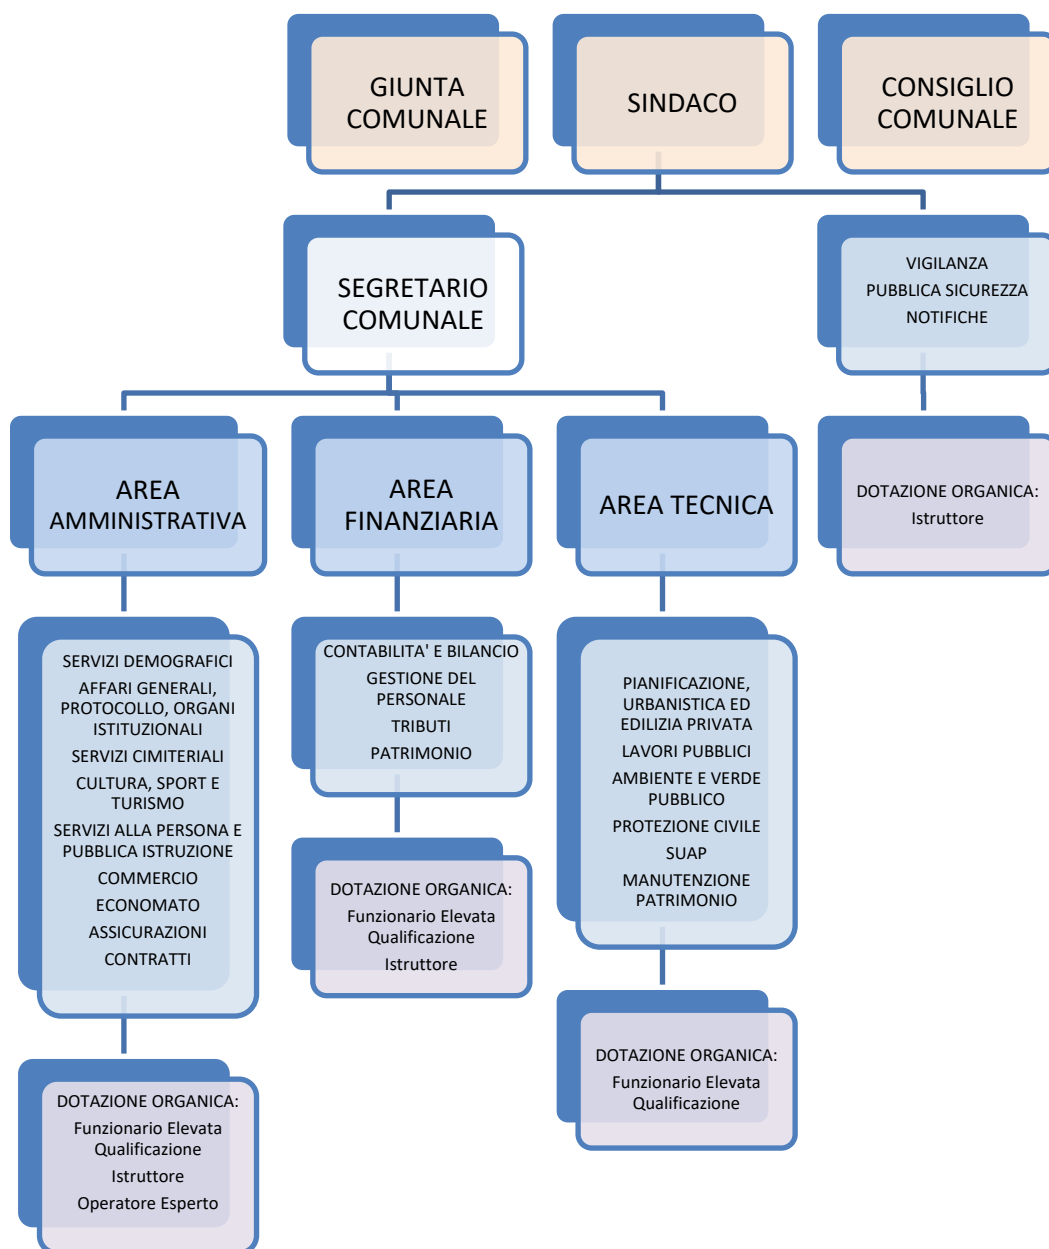 GIUNTA
COMUNALE
SINDACO
CONSIGLIO
COMUNALE
SEGRETARIO
COMUNALE
VIGILANZA
PUBBLICA SICUREZZA
NOTIFICHE
AREA
AMMINISTRATIVA
AREA
FINANZIARIA
AREA TECNICA
DOTAZIONE ORGANICA:
Istruttore
SERVIZI DEMOGRAFICI
AFFARI GENERALI,
PROTOCOLLO, ORGANI
ISTITUZIONALI
SERVIZI CIMITERIALI
CULTURA, SPORT E
TURISMO
SERVIZI ALLA PERSONA E
PUBBLICA ISTRUZIONE
COMMERCIO
ECONOMATO
ASSICURAZIONI
CONTRATTI
CONTABILITA' E BILANCIO
GESTIONE DEL
PERSONALE
TRIBUTI
PATRIMONIO
PIANIFICAZIONE,
URBANISTICA ED
EDILIZIA PRIVATA
LAVORI PUBBLICI
AMBIENTE E VERDE
PUBBLICO
PROTEZIONE CIVILE
SUAP
MANUTENZIONE
PATRIMONIO
DOTAZIONE ORGANICA:
Funzionario Elevata
Qualificazione
Istruttore
DOTAZIONE ORGANICA:
Funzionario Elevata
Qualificazione
DOTAZIONE ORGANICA:
Funzionario Elevata
Qualificazione
Istruttore
Operatore Esperto